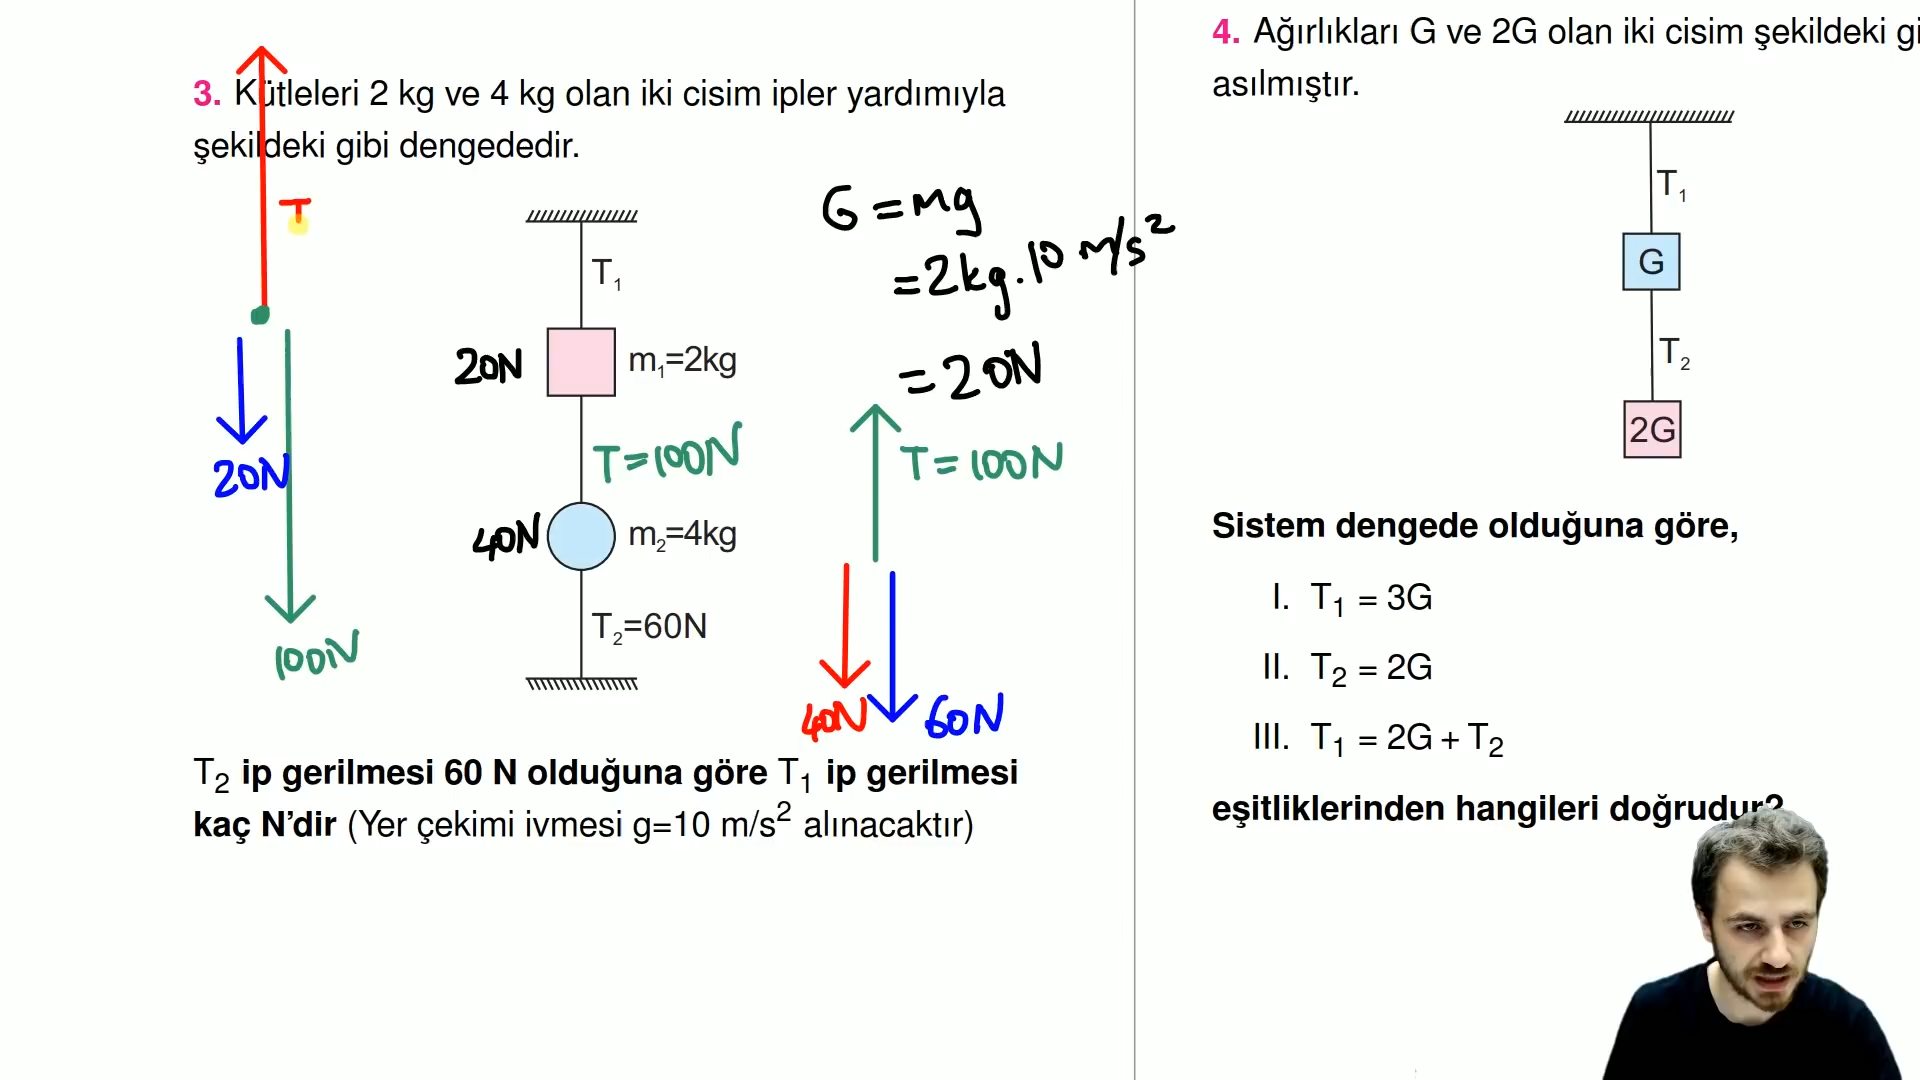 3. Kütleleri 2 kg ve 4 kg olan iki cisim ipler yardımıyla
şekildeki gibi dengededir.
T
T1
20N
m1=2kg
T=100N
40N
m2=4kg
T2=60N
20N
100N
G=mg
=2kg.10 m/s²
=20N
T=100N
40N
60N
T2 ip gerilmesi 60 N olduğuna göre T1 ip gerilmesi
kaç N’dir (Yer çekimi ivmesi g=10 m/s² alınacaktır)
4. Ağırlıkları G ve 2G olan iki cisim şekildeki gi
asılmıştır.
T1
G
T2
2G
Sistem dengede olduğuna göre,
I. T1 = 3G
II. T2 = 2G
III. T1 = 2G + T2
eşitliklerinden hangileri doğrudur?